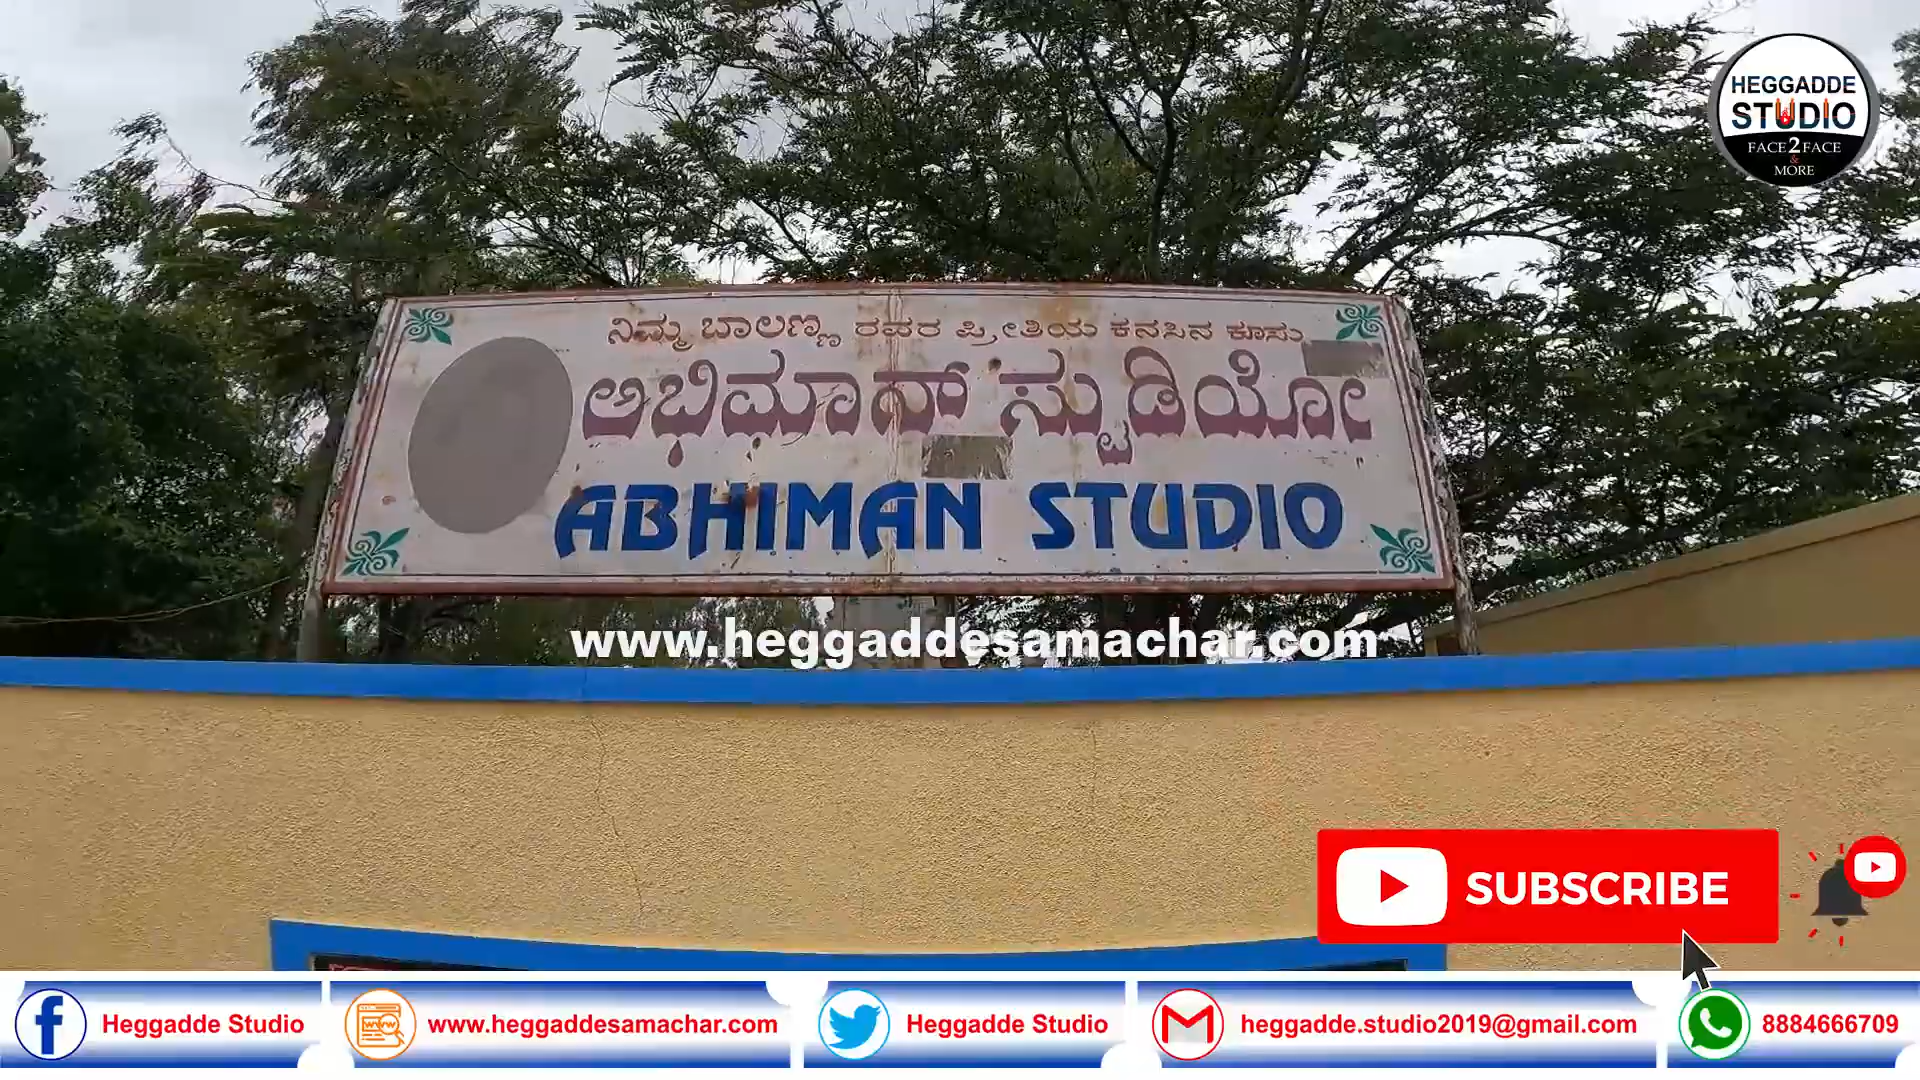 HEGGADDE
STUDIO
FACE2FACE
&
MORE
ನಿಮ್ಮ ಬಾಲಣ್ಣ ರವರ ಪ್ರೀತಿಯ ಕನಸಿನ ಕೂಸು
ಅಭಿಮಾನ್ ಸ್ಟುಡಿಯೋ
ABHIMAN STUDIO
www.heggaddesamachar.com
SUBSCRIBE
Heggadde Studio
www.heggaddesamachar.com
Heggadde Studio
heggadde.studio2019@gmail.com
8884666709